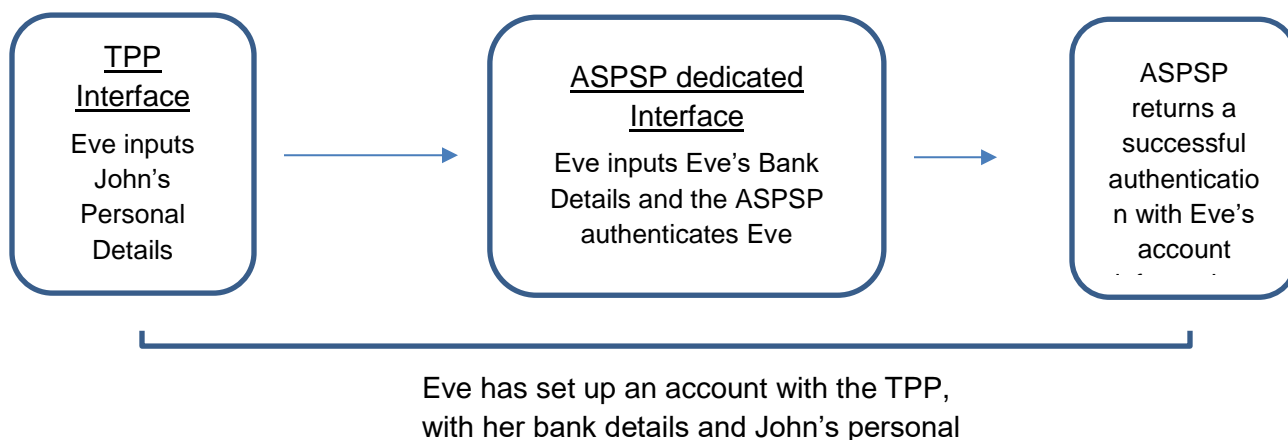 TPP
Interface
Eve inputs
John's
Personal
Details
ASPSP dedicated
Interface
Eve inputs Eve's Bank
Details and the ASPSP
authenticates Eve
ASPSP
returns a
successful
authenticatio
n with Eve's
account
Eve has set up an account with the TPP,
with her bank details and John's personal